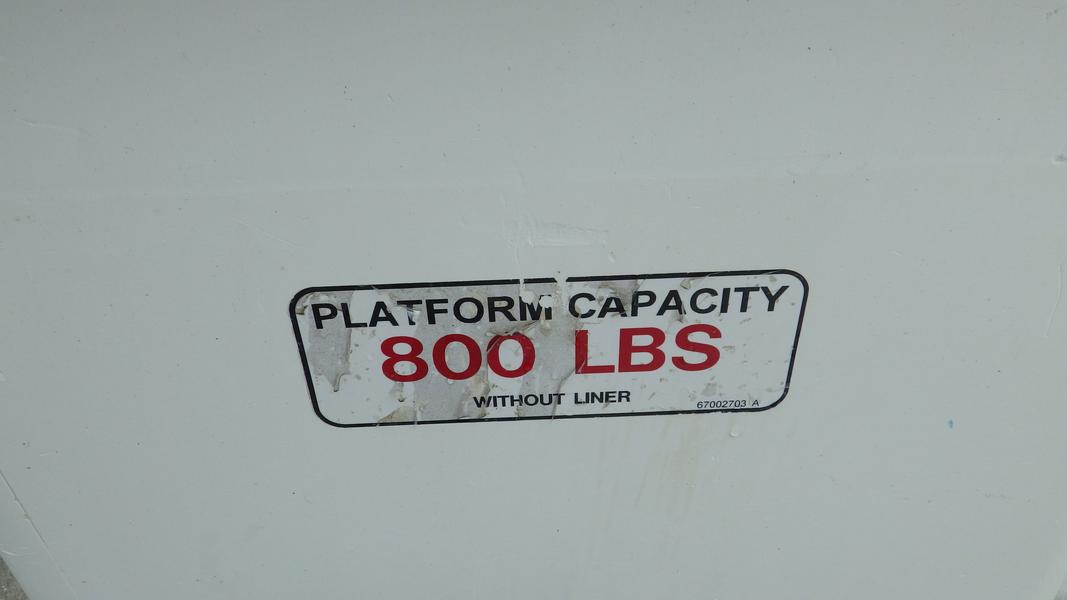 PLATFORM CAPACITY
800 LBS
WITHOUT LINER
67002703 A